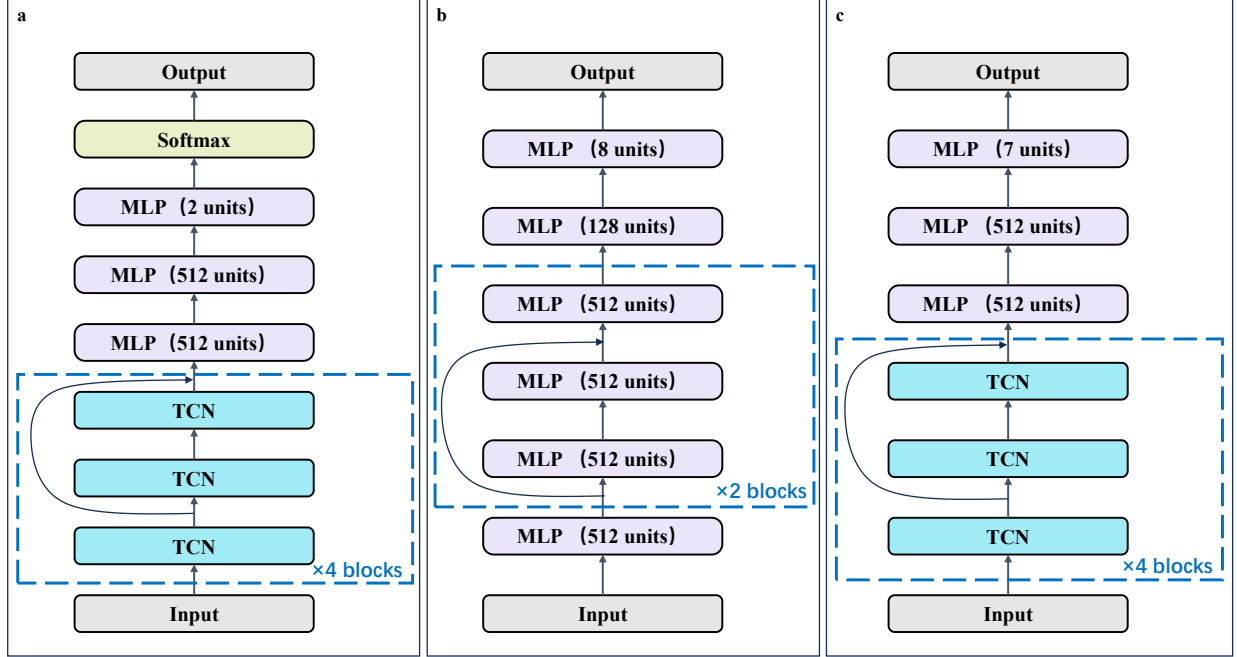 a
Output
Softmax
MLP （2 units）
MLP （512 units）
MLP （512 units）
TCN
TCN
TCN
×4 blocks
Input
b
Output
MLP （8 units）
MLP （128 units）
MLP （512 units）
MLP （512 units）
MLP （512 units）
×2 blocks
MLP （512 units）
Input
c
Output
MLP （7 units）
MLP （512 units）
MLP （512 units）
TCN
TCN
TCN
×4 blocks
Input